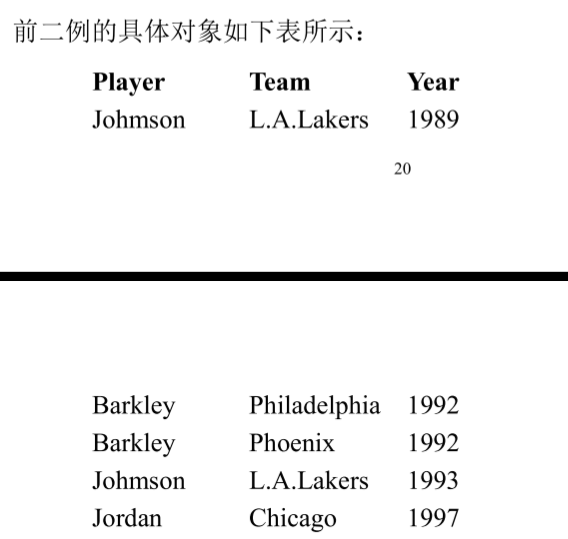 前二例的具体对象如下表所示：
Player Team Year
Johmson L.A.Lakers 1989
20
Barkley Philadelphia 1992
Barkley Phoenix 1992
Johmson L.A.Lakers 1993
Jordan Chicago 1997